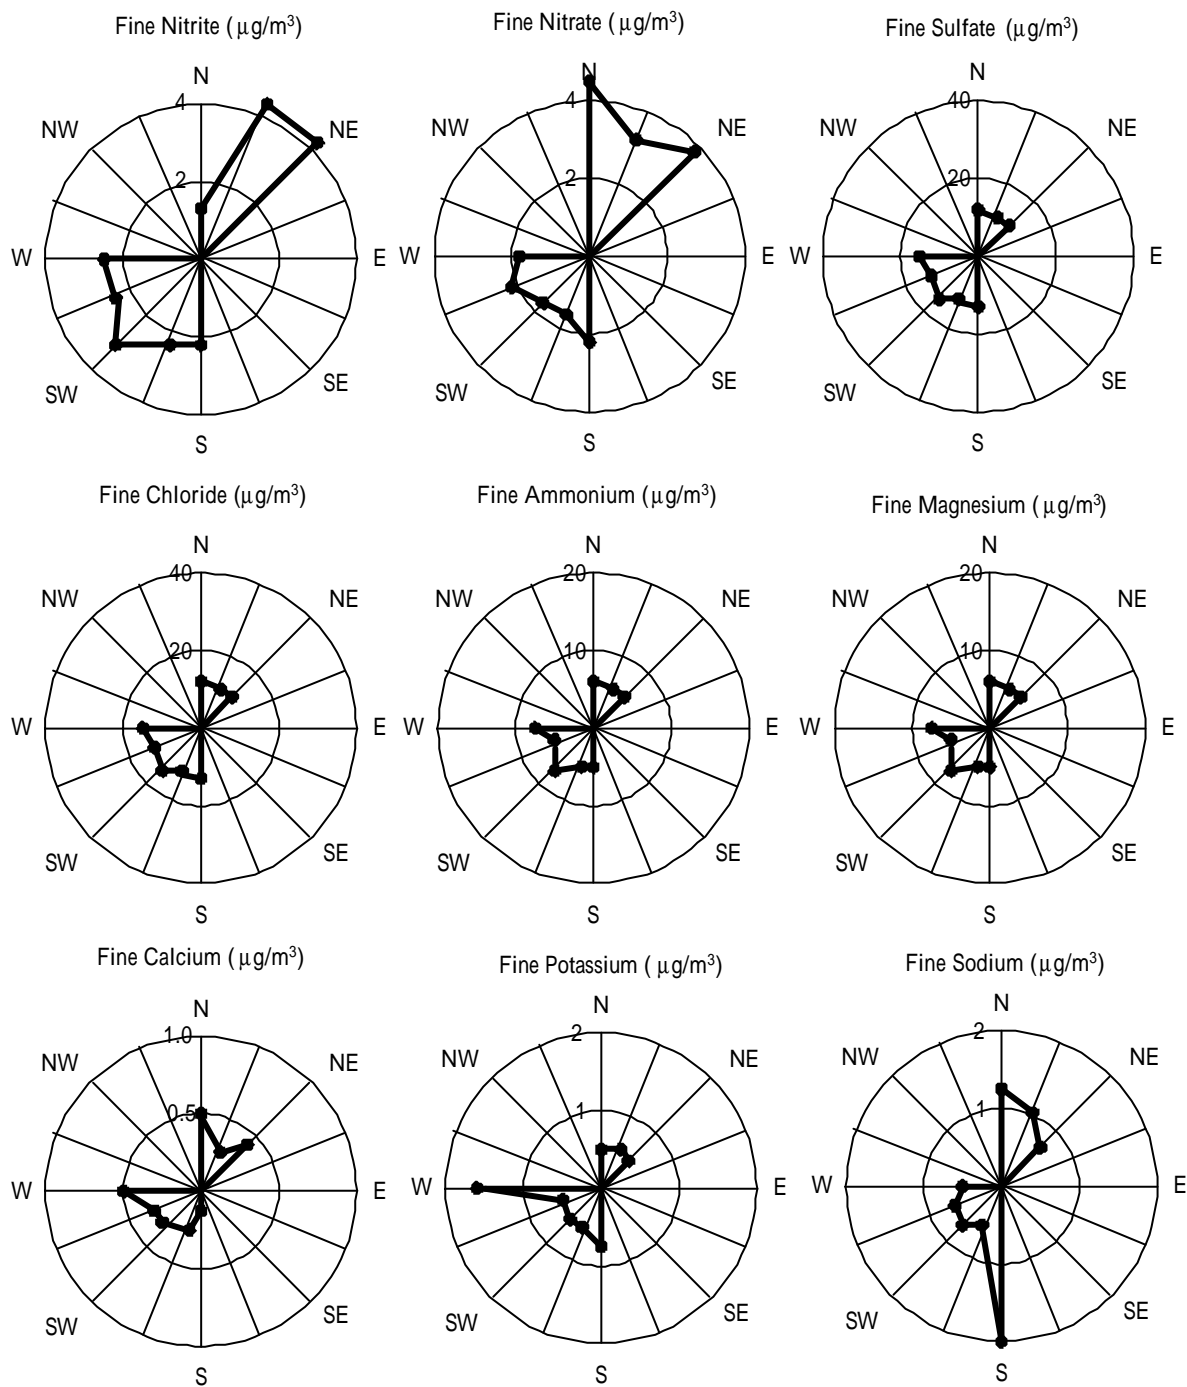 Fine Nitrite (μg/m³)
N
4
NW
NE
2
W
E
SW
SE
S
Fine Nitrate (μg/m³)
N
4
NW
NE
2
W
E
SW
SE
S
Fine Sulfate (μg/m³)
N
40
NW
NE
20
W
E
SW
SE
S
Fine Chloride (μg/m³)
N
40
NW
NE
20
W
E
SW
SE
S
Fine Ammonium (μg/m³)
N
20
NW
NE
10
W
E
SW
SE
S
Fine Magnesium (μg/m³)
N
20
NW
NE
10
W
E
SW
SE
S
Fine Calcium (μg/m³)
N
1.0
NW
NE
0.5
W
E
SW
SE
S
Fine Potassium (μg/m³)
N
2
NW
NE
1
W
E
SW
SE
S
Fine Sodium (μg/m³)
N
2
NW
NE
1
W
E
SW
SE
S